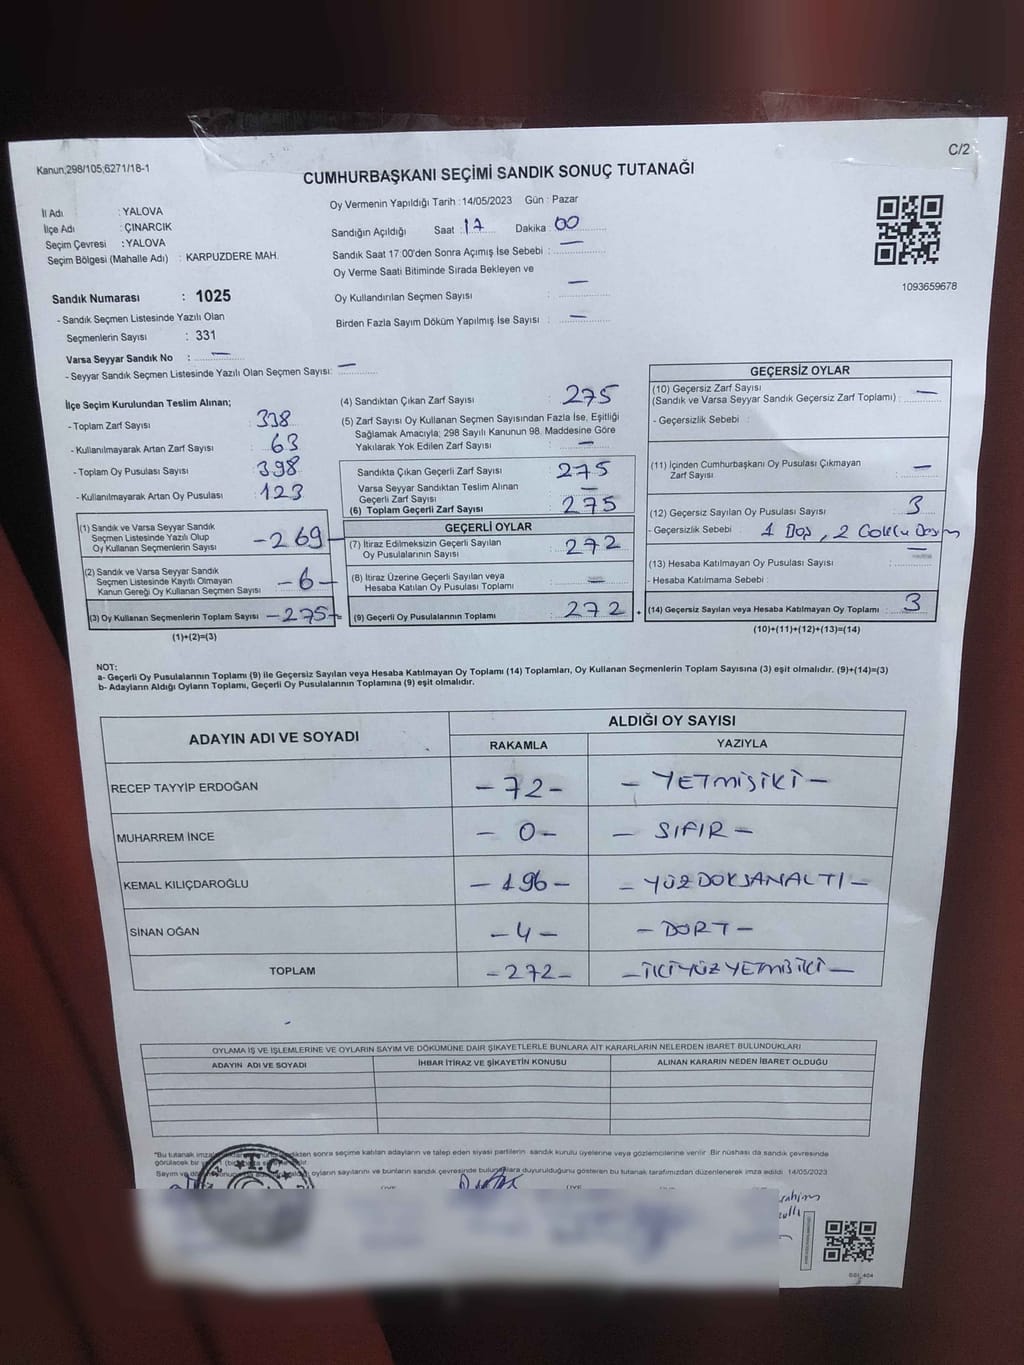 C/2
Kanun;298/105;6271/18-1
CUMHURBAŞKANI SEÇİMİ SANDIK SONUÇ TUTANAĞI
İl Adı : YALOVA
İlçe Adı : ÇINARCIK
Seçim Çevresi : YALOVA
Seçim Bölgesi (Mahalle Adı) : KARPUZDERE MAH.
Oy Vermenin Yapıldığı Tarih : 14/05/2023 Gün : Pazar
Sandığın Açıldığı Saat : 17 Dakika : 00
Sandık Saat 17:00'den Sonra Açımış İse Sebebi : —
Oy Verme Saati Bitiminde Sırada Bekleyen ve
Oy Kullandırılan Seçmen Sayısı : —
Birden Fazla Sayım Döküm Yapılmış İse Sayısı : —
1093659678
Sandık Numarası : 1025
- Sandık Seçmen Listesinde Yazılı Olan
Seçmenlerin Sayısı : 331
Varsa Seyyar Sandık No : —
- Seyyar Sandık Seçmen Listesinde Yazılı Olan Seçmen Sayısı: —
İlçe Seçim Kurulundan Teslim Alınan;
- Toplam Zarf Sayısı : 338
- Kullanılmayarak Artan Zarf Sayısı : 63
- Toplam Oy Pusulası Sayısı : 398
- Kullanılmayarak Artan Oy Pusulası : 123
(1) Sandık ve Varsa Seyyar Sandık
Seçmen Listesinde Yazılı Olup
Oy Kullanan Seçmenlerin Sayısı -269-
(2) Sandık ve Varsa Seyyar Sandık
Seçmen Listesinde Kayıtlı Olmayan
Kanun Gereği Oy Kullanan Seçmen Sayısı -6-
(3) Oy Kullanan Seçmenlerin Toplam Sayısı -275-
(1)+(2)=(3)
(4) Sandıktan Çıkan Zarf Sayısı : 275
(5) Zarf Sayısı Oy Kullanan Seçmen Sayısından Fazla İse, Eşitliği
Sağlamak Amacıyla; 298 Sayılı Kanunun 98. Maddesine Göre
Yakılarak Yok Edilen Zarf Sayısı : —
Sandıkta Çıkan Geçerli Zarf Sayısı : 275
Varsa Seyyar Sandıktan Teslim Alınan
Geçerli Zarf Sayısı : —
(6) Toplam Geçerli Zarf Sayısı : 275
GEÇERLİ OYLAR
(7) İtiraz Edilmeksizin Geçerli Sayılan
Oy Pusulalarının Sayısı : 272
(8) İtiraz Üzerine Geçerli Sayılan veya
Hesaba Katılan Oy Pusulası Toplamı : —
(9) Geçerli Oy Pusulalarının Toplamı : 272
GEÇERSİZ OYLAR
(10) Geçersiz Zarf Sayısı
(Sandık ve Varsa Seyyar Sandık Geçersiz Zarf Toplamı) : —
- Geçersizlik Sebebi :
(11) İçinden Cumhurbaşkanı Oy Pusulası Çıkmayan
Zarf Sayısı : —
(12) Geçersiz Sayılan Oy Pusulası Sayısı : 3
- Geçersizlik Sebebi : 1 Boş, 2
(13) Hesaba Katılmayan Oy Pusulası Sayısı : —
- Hesaba Katılmama Sebebi :
(14) Geçersiz Sayılan veya Hesaba Katılmayan Oy Toplamı : 3
(10)+(11)+(12)+(13)=(14)
NOT:
a- Geçerli Oy Pusulalarının Toplamı (9) ile Geçersiz Sayılan veya Hesaba Katılmayan Oy Toplamı (14) Toplamları, Oy Kullanan Seçmenlerin Toplam Sayısına (3) eşit olmalıdır. (9)+(14)=(3)
b- Adayların Aldığı Oyların Toplamı, Geçerli Oy Pusulalarının Toplamına (9) eşit olmalıdır.
ADAYIN ADI VE SOYADI
ALDIĞI OY SAYISI
RAKAMLA YAZIYLA
RECEP TAYYİP ERDOĞAN -72- - YETMİŞİKİ -
MUHARREM İNCE - 0 - - SIFIR -
KEMAL KILIÇDAROĞLU - 196 - - YÜZDOKSANALTI -
SİNAN OĞAN - 4 - - DÖRT -
TOPLAM - 272 - - İKİYÜZYETMİŞİKİ -
OYLAMA İŞ VE İŞLEMLERİNE VE OYLARIN SAYIM VE DÖKÜMÜNE DAİR ŞİKAYETLERLE BUNLARA AİT KARARLARIN NELERDEN İBARET BULUNDUKLARI
ADAYIN ADI VE SOYADI İHBAR İTİRAZ VE ŞİKAYETİN KONUSU ALINAN KARARIN NEDEN İBARET OLDUĞU
sonra seçime katılan adayların ve talep eden siyasi partilerin sandık kurulu üyelerine veya gözlemcilerine verilir. Bir nüshası da sandık çevresinde
görülecek bir
Sayım ve oyların sayılarını ve bunların sandık çevresinde duyurulduğunu gösteren bu tutanak tarafımızdan düzenlenerek imza edildi. 14/05/2023
T.C.